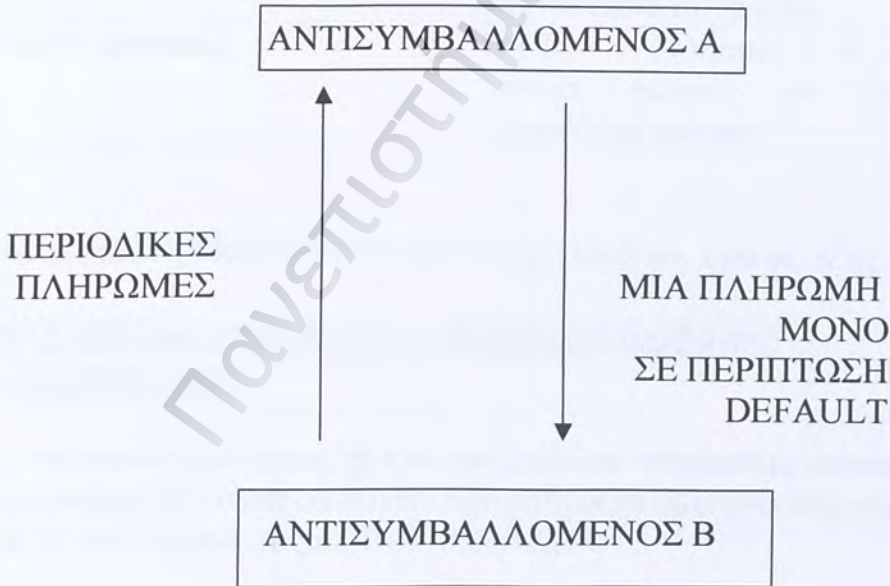 ΑΝΤΙΣΥΜΒΑΛΛΟΜΕΝΟΣ Α
ΠΕΡΙΟΔΙΚΕΣ
ΠΛΗΡΩΜΕΣ
ΜΙΑ ΠΛΗΡΩΜΗ
ΜΟΝΟ
ΣΕ ΠΕΡΙΠΤΩΣΗ
DEFAULT
ΑΝΤΙΣΥΜΒΑΛΛΟΜΕΝΟΣ Β